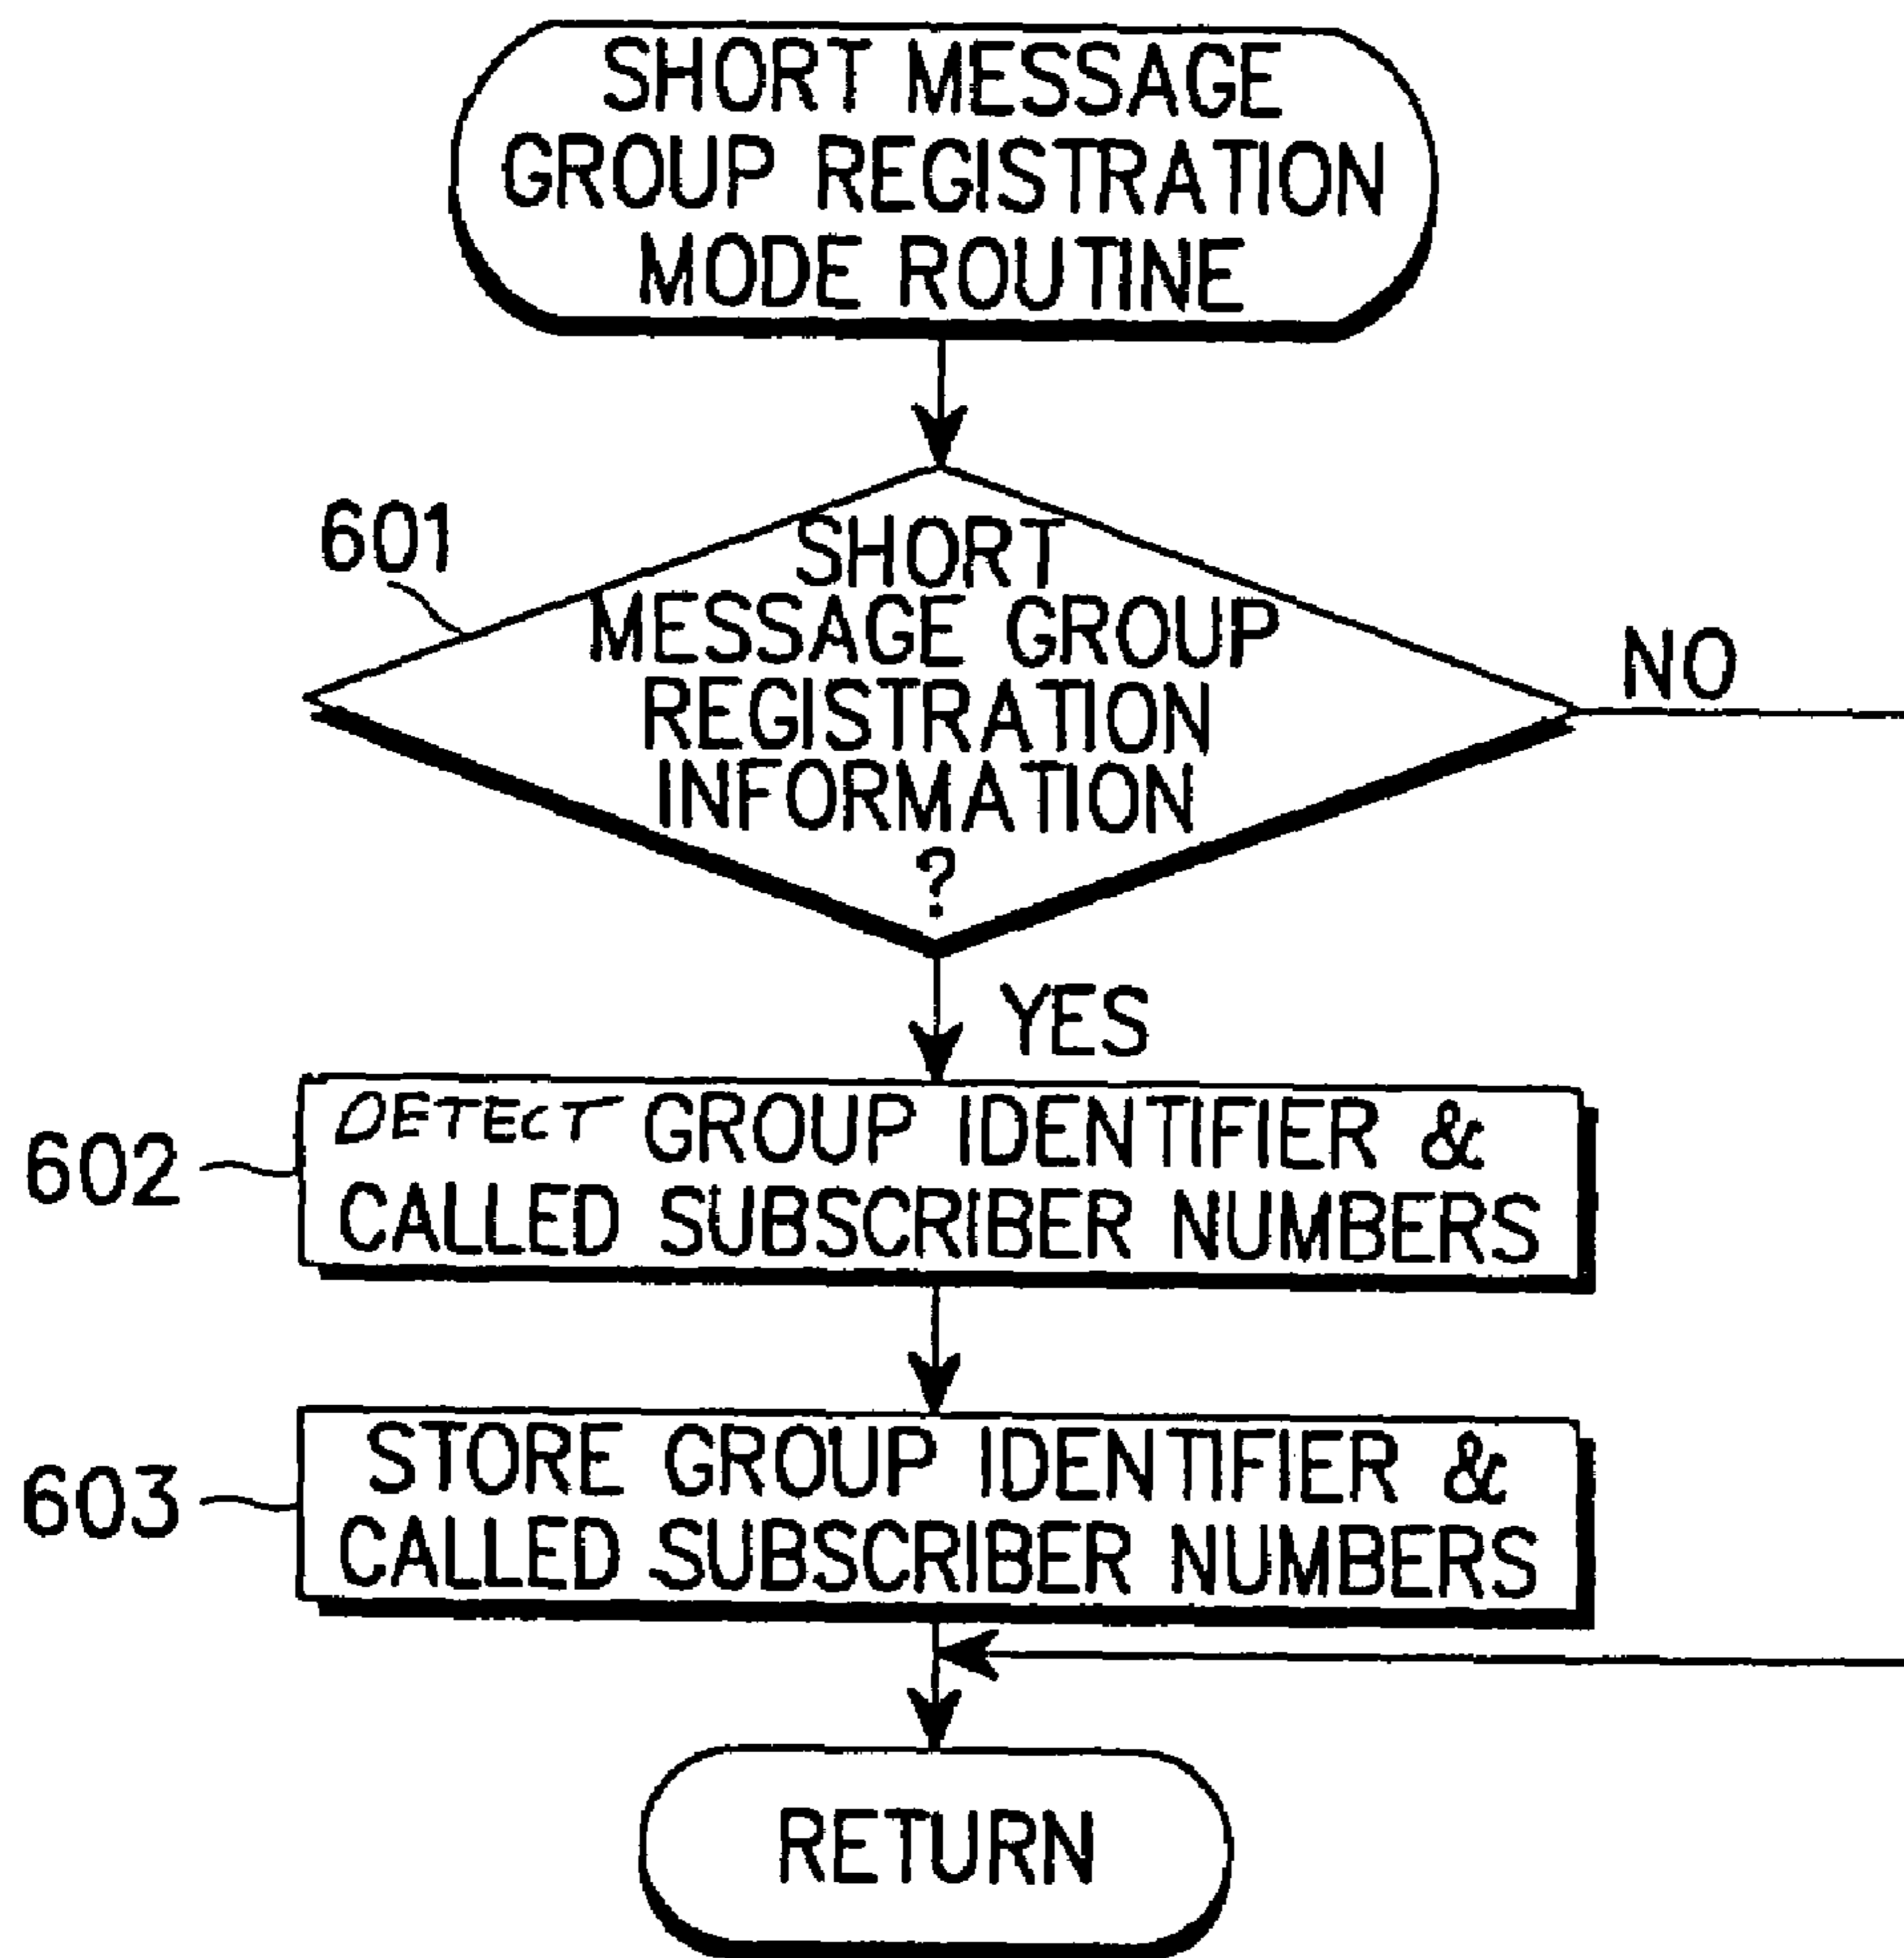 SHORT MESSAGE
GROUP REGISTRATION
MODE ROUTINE
601
SHORT
MESSAGE GROUP
REGISTRATION
INFORMATION
?
NO
YES
602
DETECT GROUP IDENTIFIER &
CALLED SUBSCRIBER NUMBERS
603
STORE GROUP IDENTIFIER &
CALLED SUBSCRIBER NUMBERS
RETURN